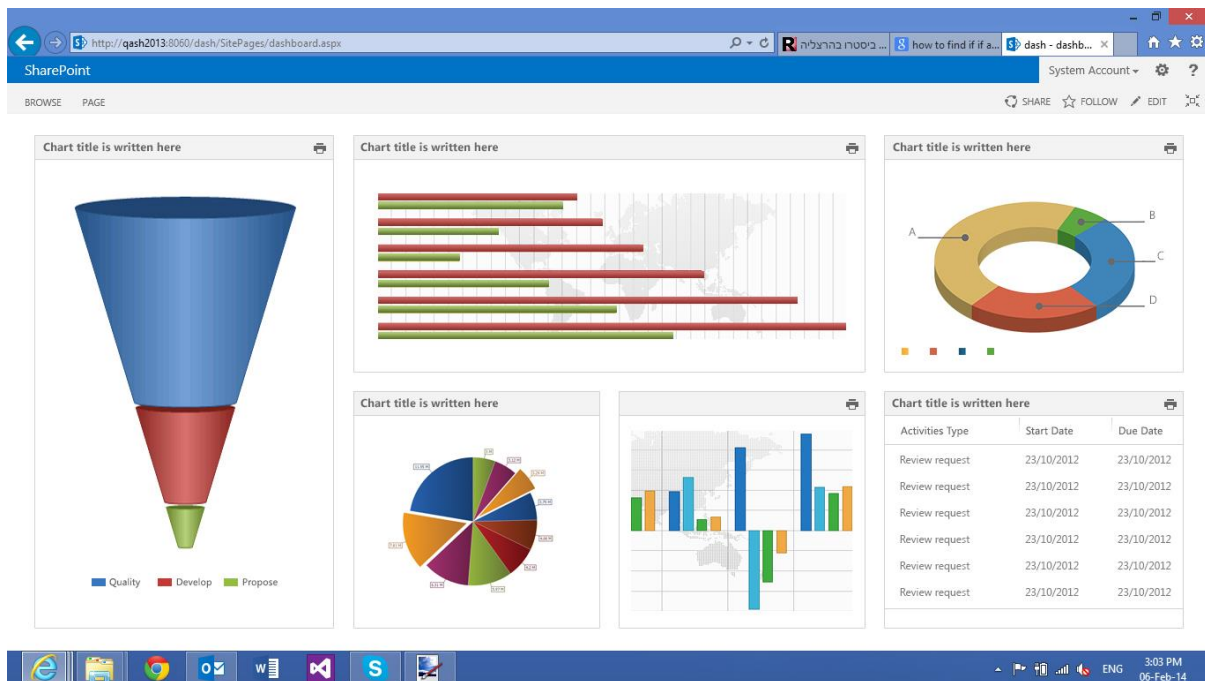 http://qash2013:8060/dash/SitePages/dashboard.aspx
ביסטרו בהרצליה ...
how to find if if a...
dash - dashb...
SharePoint
System Account
?
BROWSE PAGE
SHARE FOLLOW EDIT
Chart title is written here
Quality Develop Propose
Chart title is written here
Chart title is written here
A
B
C
D
Chart title is written here
Chart title is written here
Activities Type Start Date Due Date
Review request 23/10/2012 23/10/2012
Review request 23/10/2012 23/10/2012
Review request 23/10/2012 23/10/2012
Review request 23/10/2012 23/10/2012
Review request 23/10/2012 23/10/2012
Review request 23/10/2012 23/10/2012
ENG
3:03 PM
06-Feb-14